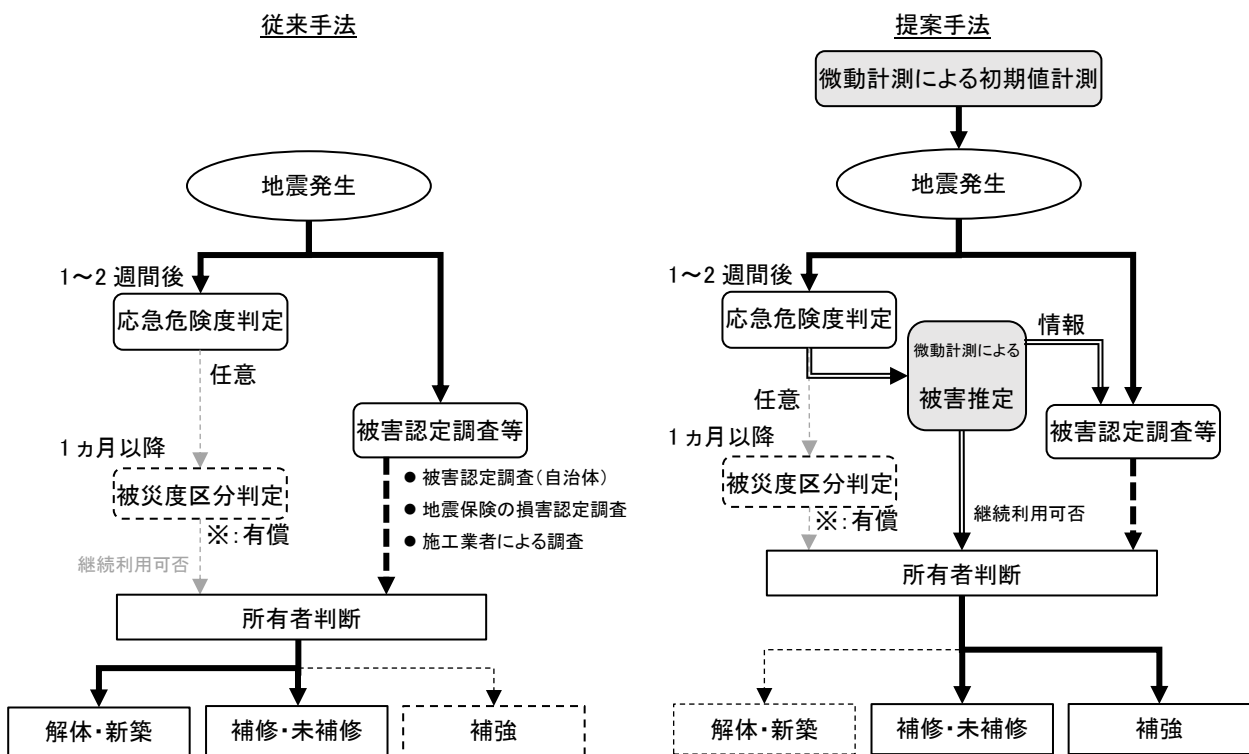 従来手法
地震発生
1～2 週間後
応急危険度判定
任意
1 ヵ月以降
被害認定調査等
被災度区分判定
● 被害認定調査(自治体)
● 地震保険の損害認定調査
● 施工業者による調査
※:有償
継続利用可否
所有者判断
解体・新築
補修・未補修
補強
提案手法
微動計測による初期値計測
地震発生
1～2 週間後
応急危険度判定
微動計測による
被害推定
情報
任意
1 ヵ月以降
被害認定調査等
被災度区分判定
※:有償
継続利用可否
所有者判断
解体・新築
補修・未補修
補強